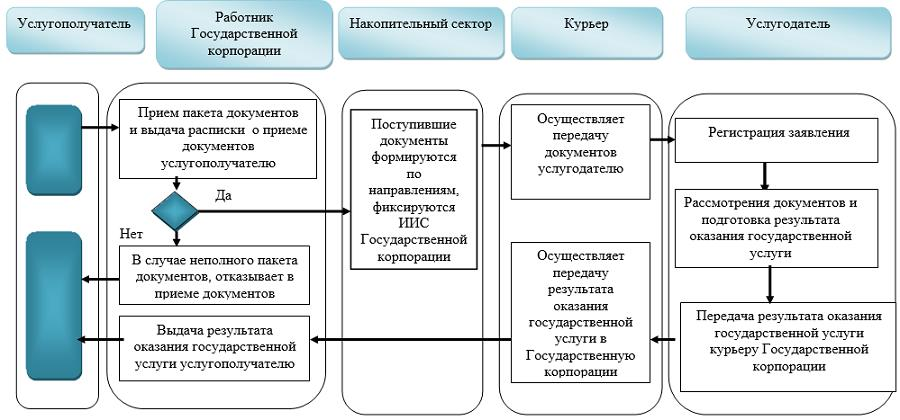 Услугополучатель
Работник
Государственной
корпорации
Накопительный сектор
Курьер
Услугодатель
Прием пакета документов
и выдача расписки о приеме
документов
услугополучателю
Да
Нет
В случае неполного пакета
документов, отказывает в
приеме документов
Выдача результата
оказания государственной
услуги услугополучателю
Поступившие
документы
формируются
по
направлениям,
фиксируются
ИИС
Государственной
корпорации
Осуществляет
передачу
документов
услугодателю
Осуществляет
передачу
результата
оказания
государственной
услуги в
Государственную
корпорацию
Регистрация заявления
Рассмотрения документов и
подготовка результата
оказания государственной
услуги
Передача результата оказания
государственной услуги
курьеру Государственной
корпорации